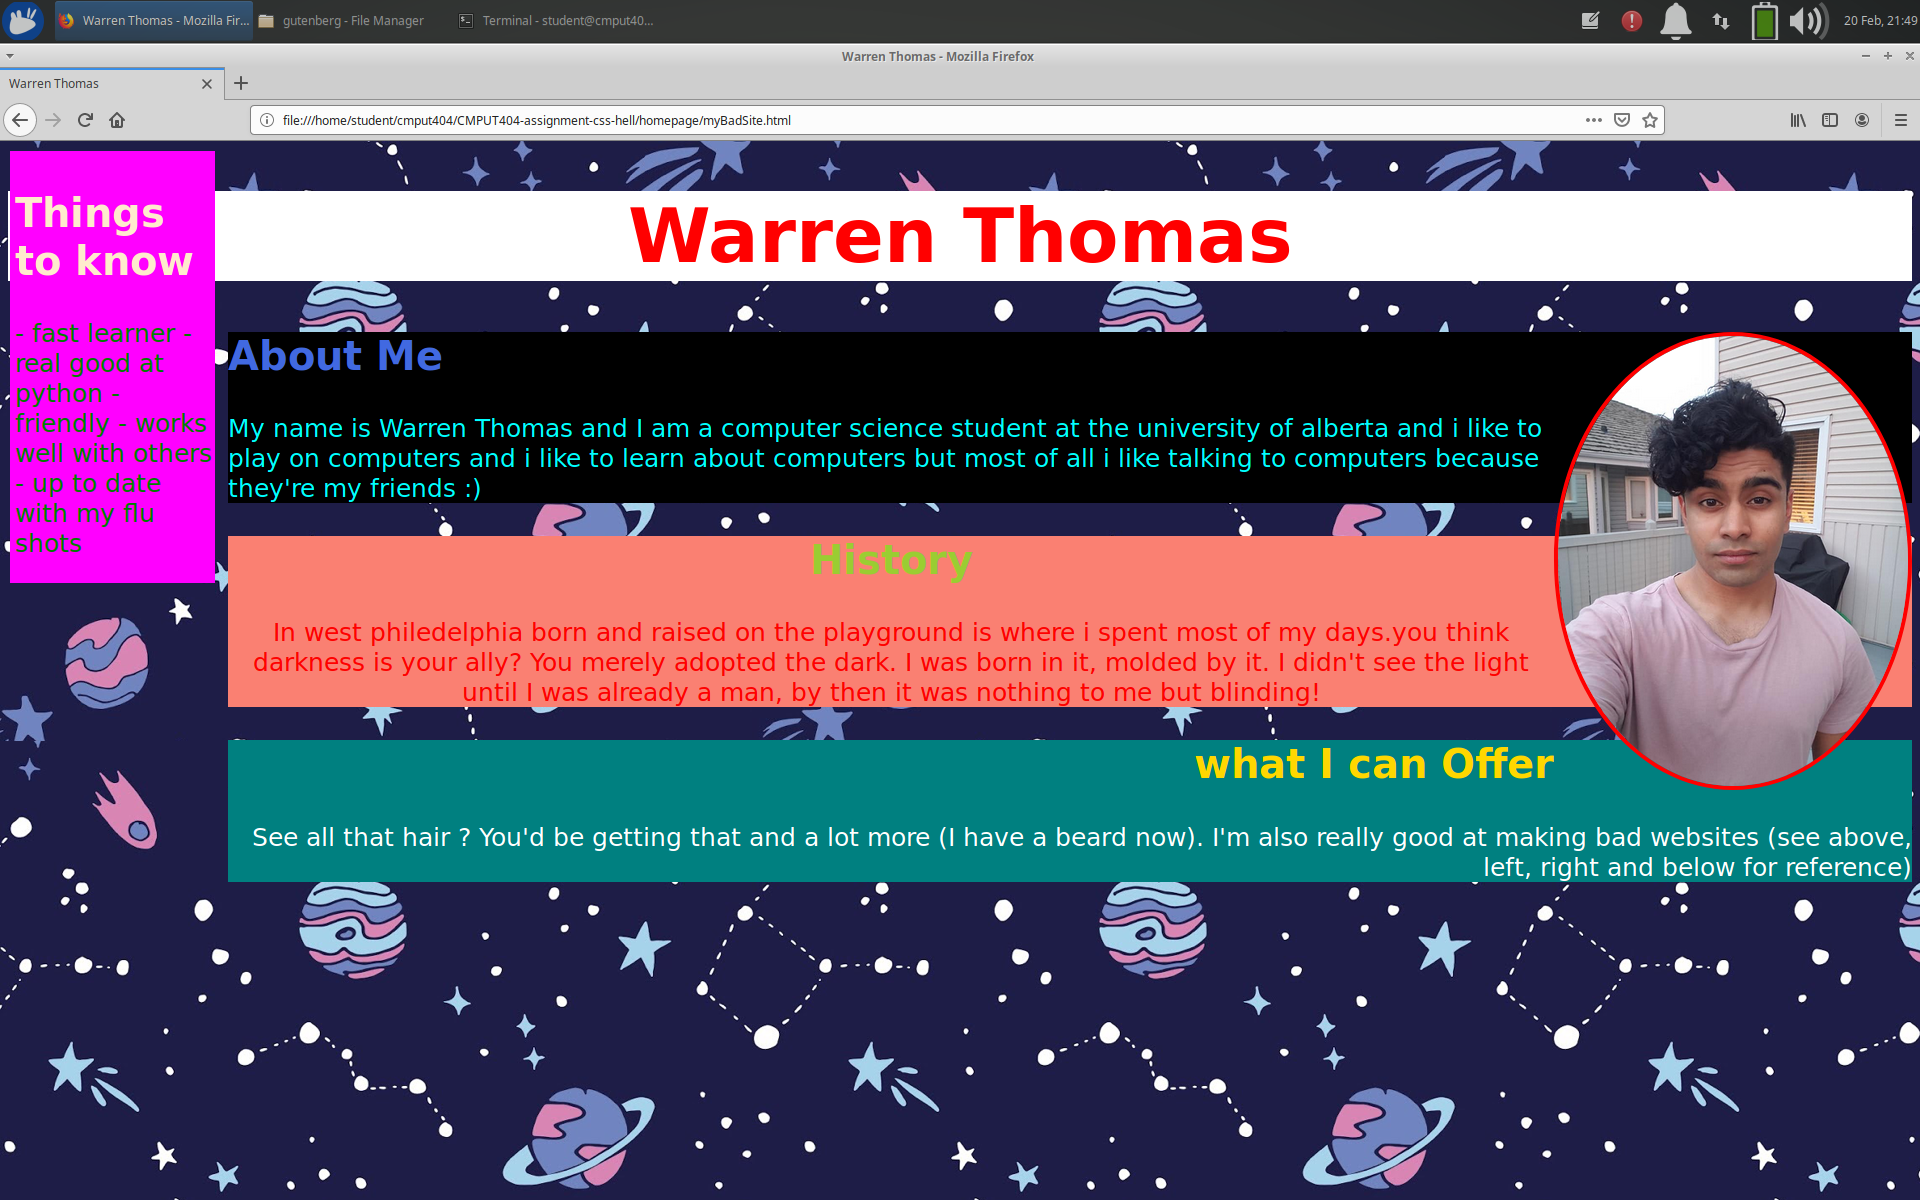 Warren Thomas - Mozilla Fir...
gutenberg - File Manager
Terminal - student@cmput40...
20 Feb, 21:49
Warren Thomas - Mozilla Firefox
Warren Thomas
file:///home/student/cmput404/CMPUT404-assignment-css-hell/homepage/myBadSite.html
Things
to know
- fast learner -
real good at
python -
friendly - works
well with others
- up to date
with my flu
shots
Warren Thomas
About Me
My name is Warren Thomas and I am a computer science student at the university of alberta and i like to
play on computers and i like to learn about computers but most of all i like talking to computers because
they're my friends :)
History
In west philedelphia born and raised on the playground is where i spent most of my days.you think
darkness is your ally? You merely adopted the dark. I was born in it, molded by it. I didn't see the light
until I was already a man, by then it was nothing to me but blinding!
what I can Offer
See all that hair ? You'd be getting that and a lot more (I have a beard now). I'm also really good at making bad websites (see above,
left, right and below for reference)